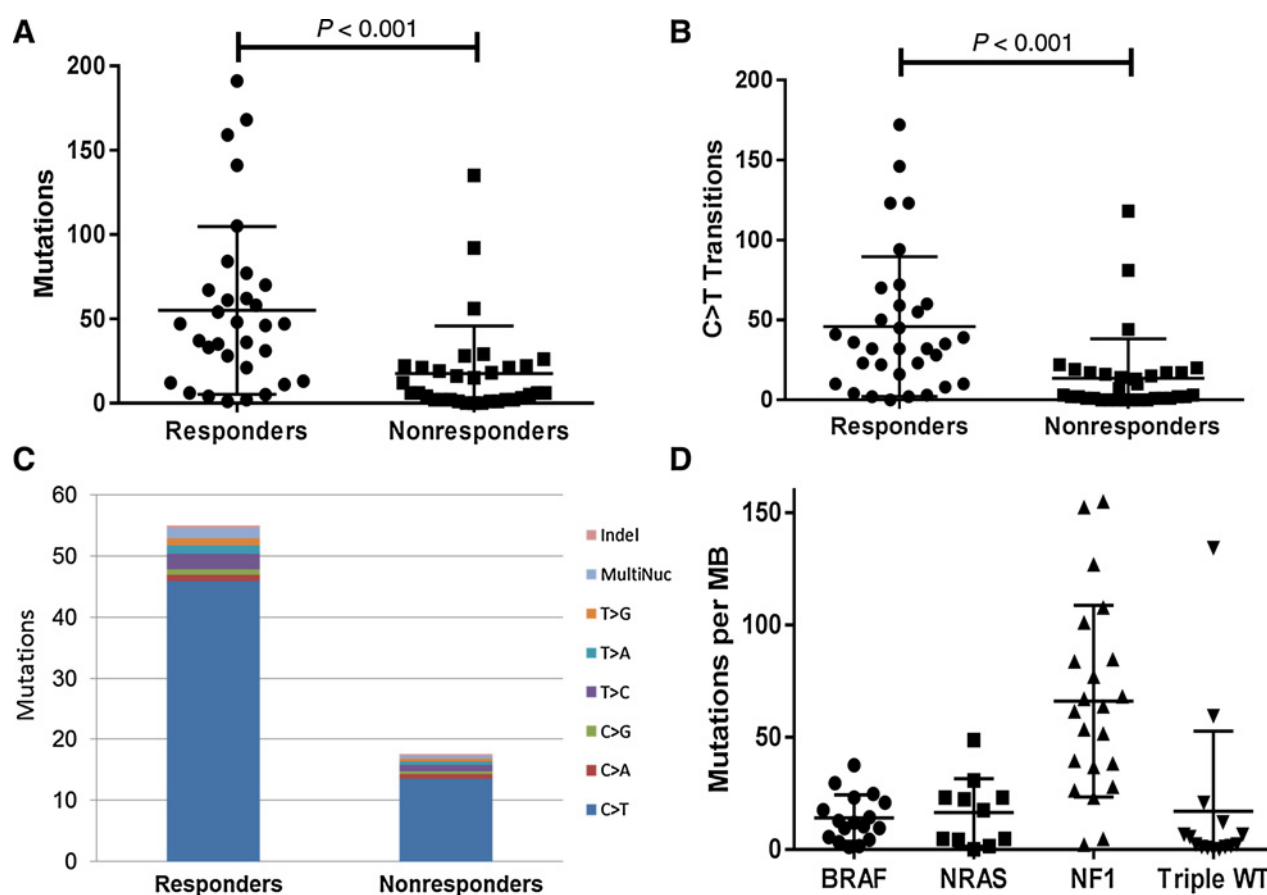 A
P < 0.001
Mutations
200
150
100
50
0
Responders
Nonresponders
B
P < 0.001
C>T Transitions
200
150
100
50
0
Responders
Nonresponders
C
Mutations
60
50
40
30
20
10
0
Responders
Nonresponders
Indel
MultiNuc
T>G
T>A
T>C
C>G
C>A
C>T
D
Mutations per MB
150
100
50
0
BRAF
NRAS
NF1
Triple WT